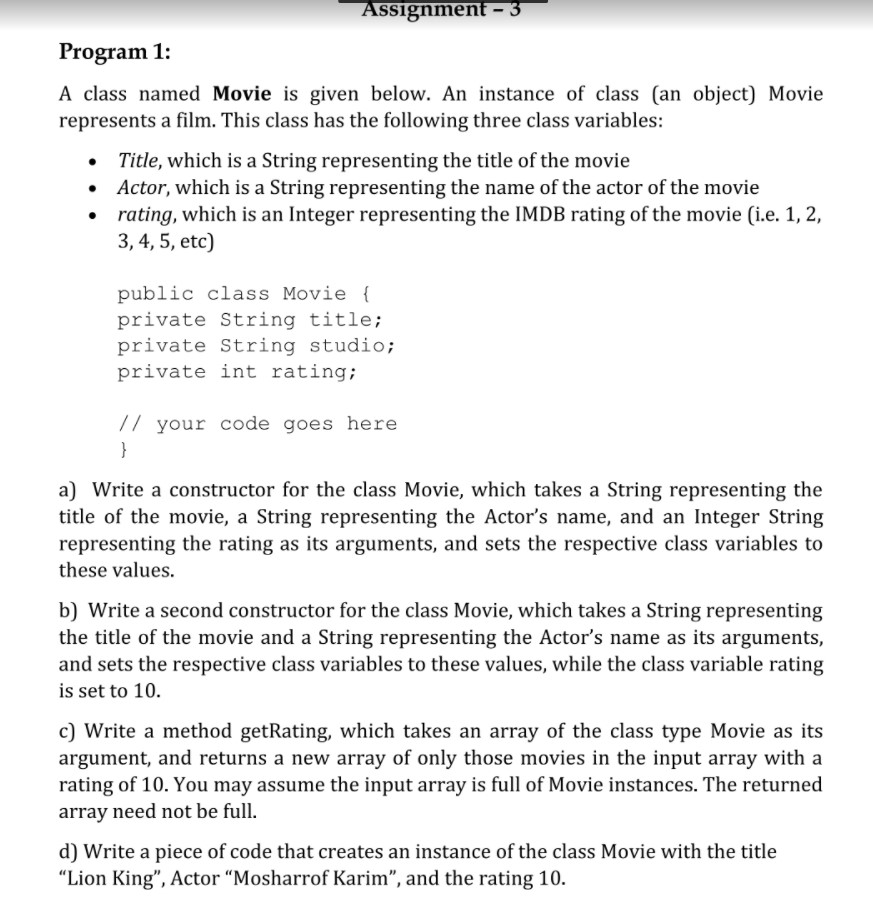 Assignment – 3
Program 1:
A class named Movie is given below. An instance of class (an object) Movie
represents a film. This class has the following three class variables:
• Title, which is a String representing the title of the movie
• Actor, which is a String representing the name of the actor of the movie
• rating, which is an Integer representing the IMDB rating of the movie (i.e. 1, 2,
3, 4, 5, etc)
public class Movie {
private String title;
private String studio;
private int rating;
// your code goes here
}
a) Write a constructor for the class Movie, which takes a String representing the
title of the movie, a String representing the Actor’s name, and an Integer String
representing the rating as its arguments, and sets the respective class variables to
these values.
b) Write a second constructor for the class Movie, which takes a String representing
the title of the movie and a String representing the Actor’s name as its arguments,
and sets the respective class variables to these values, while the class variable rating
is set to 10.
c) Write a method getRating, which takes an array of the class type Movie as its
argument, and returns a new array of only those movies in the input array with a
rating of 10. You may assume the input array is full of Movie instances. The returned
array need not be full.
d) Write a piece of code that creates an instance of the class Movie with the title
“Lion King”, Actor “Mosharrof Karim”, and the rating 10.